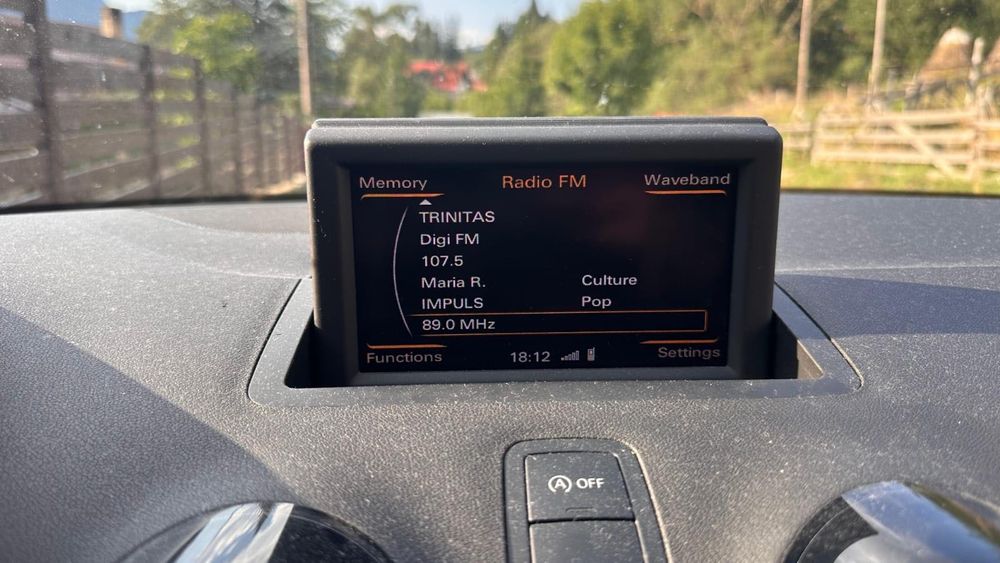 Memory Radio FM Waveband
TRINITAS
Digi FM
107.5
Maria R. Culture
IMPULS Pop
89.0 MHz
Functions 18:12 Settings
A OFF